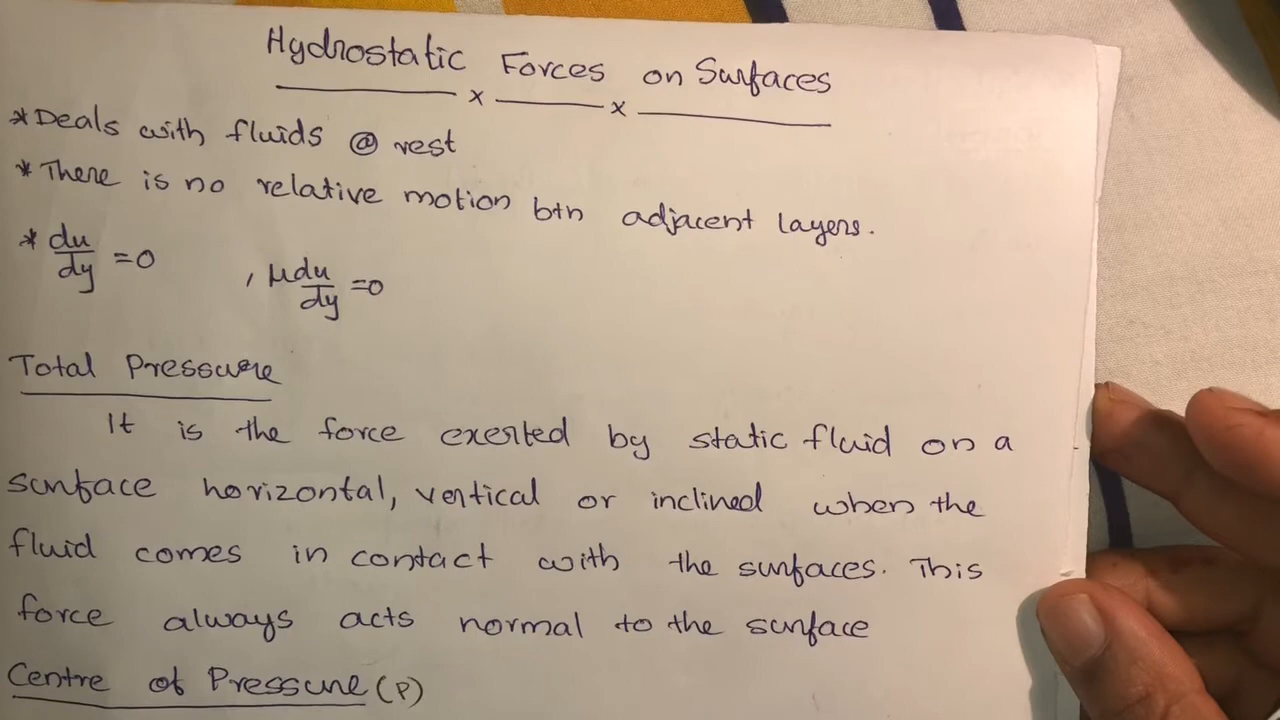 Hydrostatic Forces on Surfaces
* Deals with fluids @ rest
* There is no relative motion btn adjacent layers.
* du/dy = 0 , μ du/dy = 0
Total Pressure
It is the force exerted by static fluid on a
surface horizontal, vertical or inclined when the
fluid comes in contact with the surfaces. This
force always acts normal to the surface
Centre of Pressure (P)